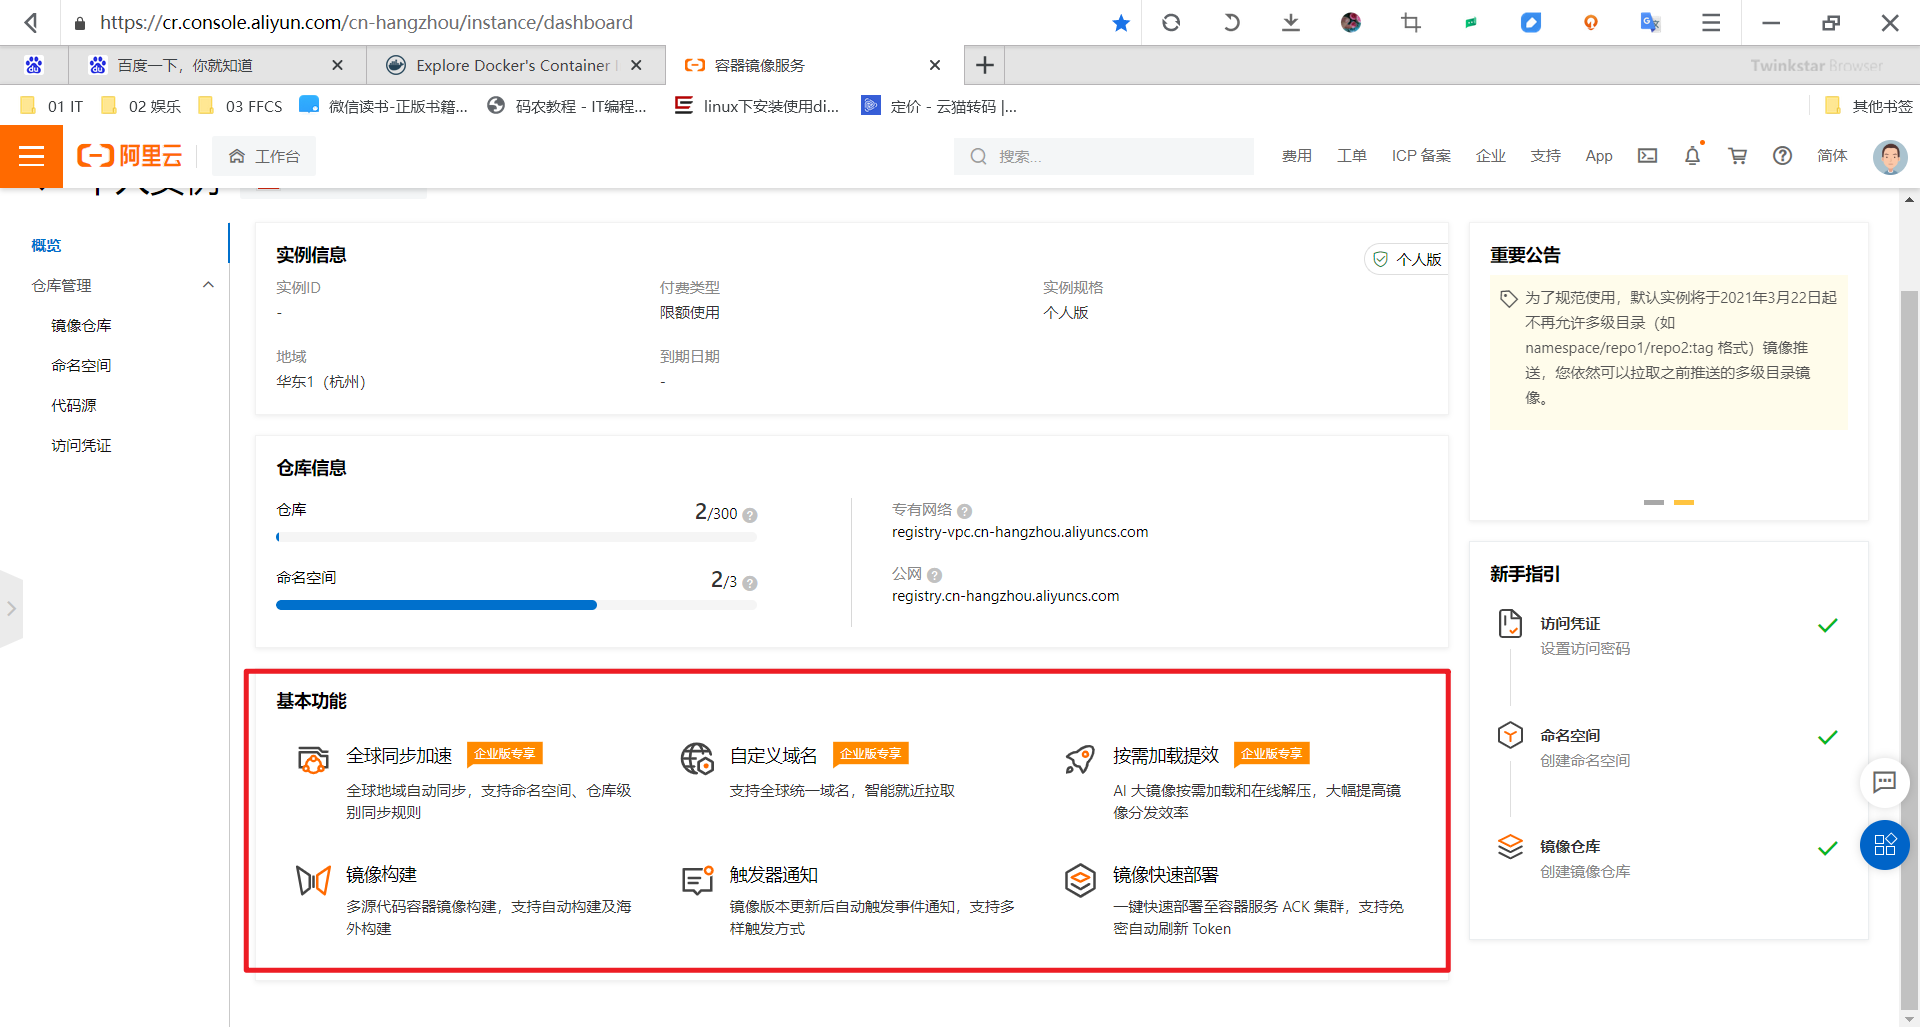 https://cr.console.aliyun.com/cn-hangzhou/instance/dashboard
百度一下，你就知道
Explore Docker's Container
容器镜像服务
Twinkstar Browser
01 IT
02 娱乐
03 FFCS
微信读书-正版书籍...
码农教程 - IT编程...
linux下安装使用di...
定价 - 云猫转码 |...
其他书签
阿里云
工作台
搜索...
费用
工单
ICP 备案
企业
支持
App
简体
个人实例
概览
仓库管理
镜像仓库
命名空间
代码源
访问凭证
实例信息
个人版
实例ID
付费类型
实例规格
-
限额使用
个人版
地域
到期日期
华东1（杭州）
-
仓库信息
仓库
2/300
命名空间
2/3
专有网络
registry-vpc.cn-hangzhou.aliyuncs.com
公网
registry.cn-hangzhou.aliyuncs.com
基本功能
全球同步加速 企业版专享
全球地域自动同步，支持命名空间、仓库级
别同步规则
自定义域名 企业版专享
支持全球统一域名，智能就近拉取
按需加载提效 企业版专享
AI 大镜像按需加载和在线解压，大幅提高镜
像分发效率
镜像构建
多源代码容器镜像构建，支持自动构建及海
外构建
触发器通知
镜像版本更新后自动触发事件通知，支持多
样触发方式
镜像快速部署
一键快速部署至容器服务 ACK 集群，支持免
密自动刷新 Token
重要公告
为了规范使用，默认实例将于2021年3月22日起
不再允许多级目录（如
namespace/repo1/repo2:tag 格式）镜像推
送，您依然可以拉取之前推送的多级目录镜
像。
新手指引
访问凭证
设置访问密码
命名空间
创建命名空间
镜像仓库
创建镜像仓库